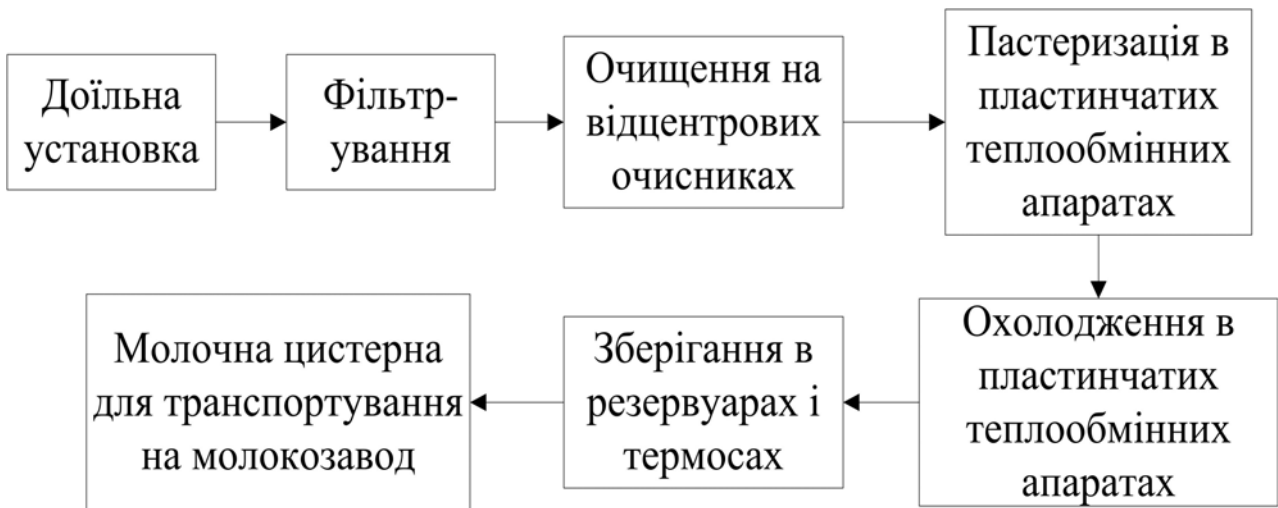 Доїльна
установка
Фільтр-
ування
Очищення на
відцентрових
очисниках
Пастеризація в
пластинчатих
теплообмінних
апаратах
Охолодження в
пластинчатих
теплообмінних
апаратах
Зберігання в
резервуарах і
термосах
Молочна цистерна
для транспортування
на молокозавод